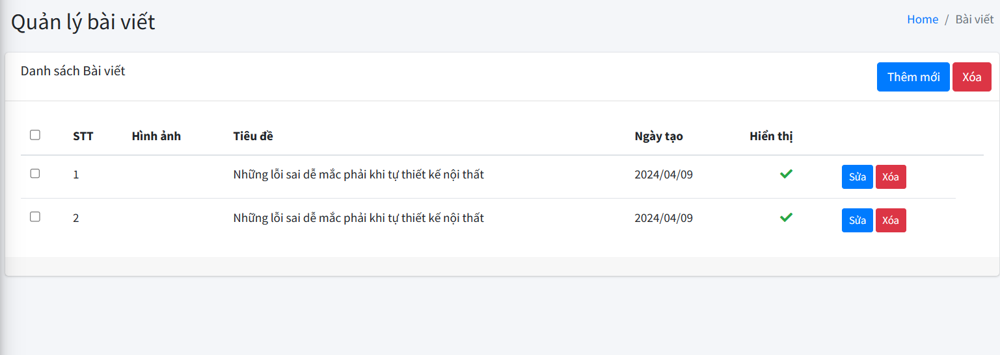 Quản lý bài viết
Home / Bài viết
Danh sách Bài viết
Thêm mới Xóa
STT Hình ảnh Tiêu đề Ngày tạo Hiển thị
1 Những lỗi sai dễ mắc phải khi tự thiết kế nội thất 2024/04/09 Sửa Xóa
2 Những lỗi sai dễ mắc phải khi tự thiết kế nội thất 2024/04/09 Sửa Xóa